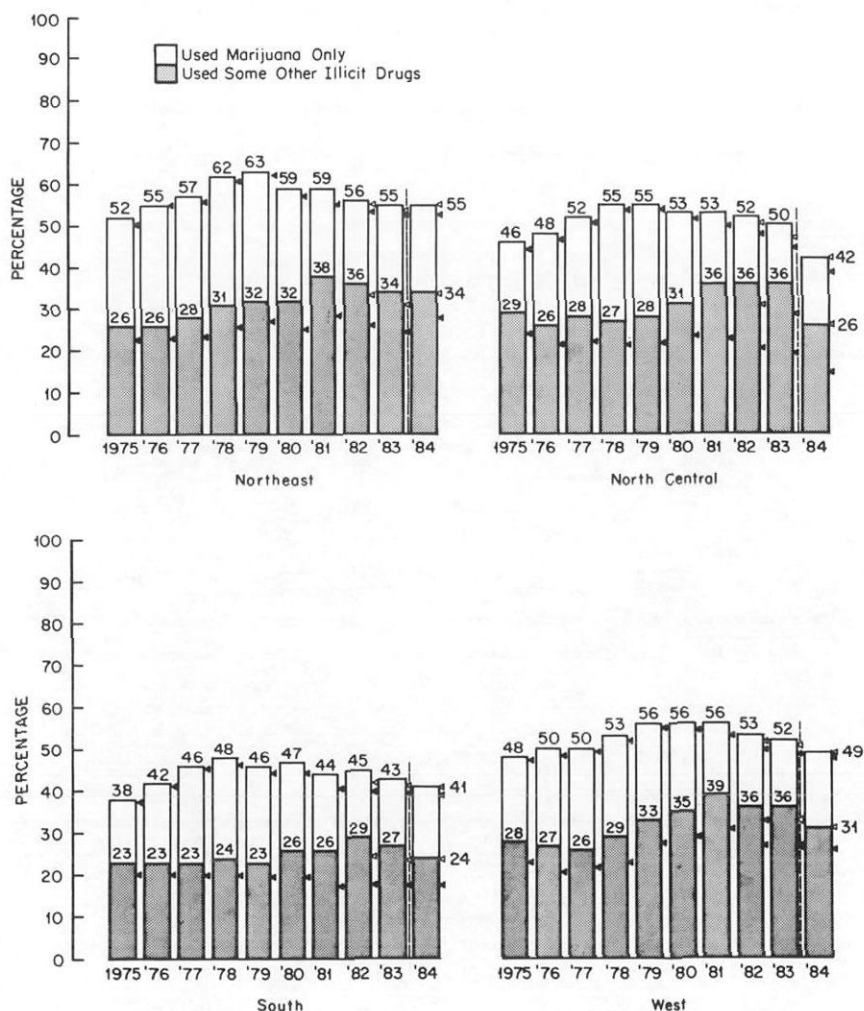 100
90
80
70
60
50
40
30
20
10
0
PERCENTAGE
Used Marijuana Only
Used Some Other Illicit Drugs
52 55 57 62 63 59 59 56 55 55
26 26 28 31 32 32 38 36 34 34
1975 '76 '77 '78 '79 '80 '81 '82 '83 '84
Northeast
46 48 52 55 55 53 53 52 50 42
29 26 28 27 28 31 36 36 36 26
1975 '76 '77 '78 '79 '80 '81 '82 '83 '84
North Central
100
90
80
70
60
50
40
30
20
10
0
PERCENTAGE
38 42 46 48 46 47 44 45 43 41
23 23 23 24 23 26 26 29 27 24
1975 '76 '77 '78 '79 '80 '81 '82 '83 '84
South
48 50 50 53 56 56 56 53 52 49
28 27 26 29 33 35 39 36 36 31
1975 '76 '77 '78 '79 '80 '81 '82 '83 '84
West